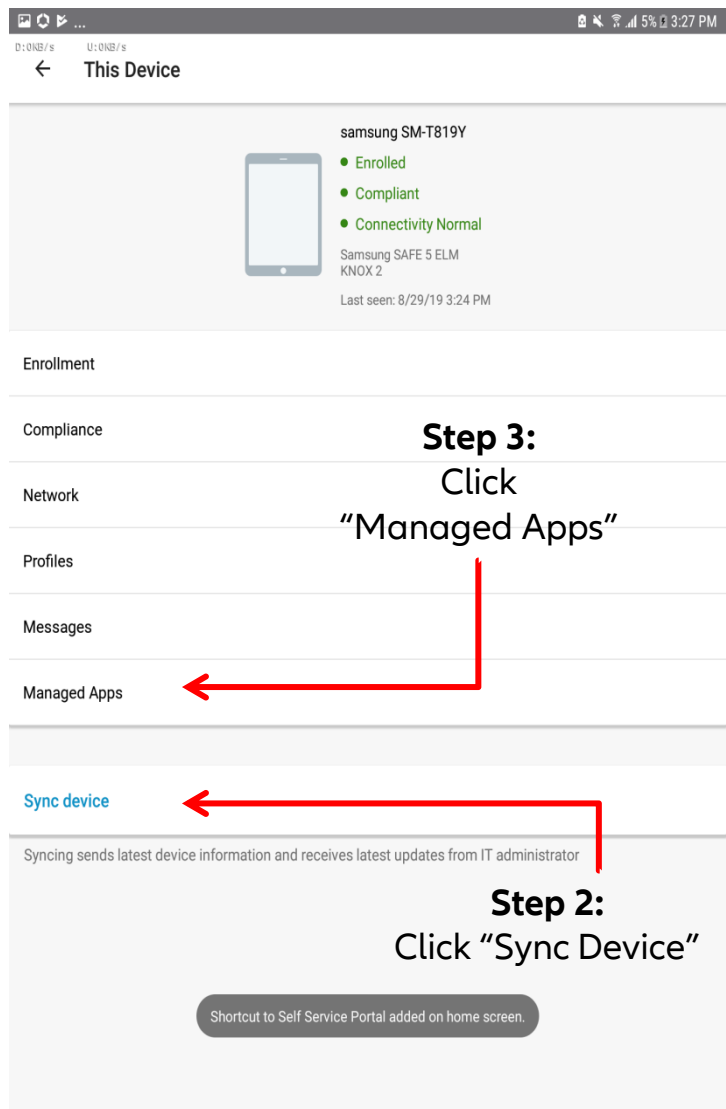 ... 5% 3:27 PM
D:0KB/s U:0KB/s
This Device
samsung SM-T819Y
Enrolled
Compliant
Connectivity Normal
Samsung SAFE 5 ELM
KNOX 2
Last seen: 8/29/19 3:24 PM
Enrollment
Compliance
Step 3:
Click
Network
"Managed Apps"
Profiles
Messages
Managed Apps
Sync device
Syncing sends latest device information and receives latest updates from IT administrator
Step 2:
Click "Sync Device"
Shortcut to Self Service Portal added on home screen.